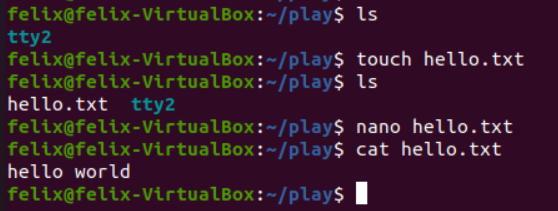 felix@felix-VirtualBox:~/play$ ls
tty2
felix@felix-VirtualBox:~/play$ touch hello.txt
felix@felix-VirtualBox:~/play$ ls
hello.txt  tty2
felix@felix-VirtualBox:~/play$ nano hello.txt
felix@felix-VirtualBox:~/play$ cat hello.txt
hello world
felix@felix-VirtualBox:~/play$